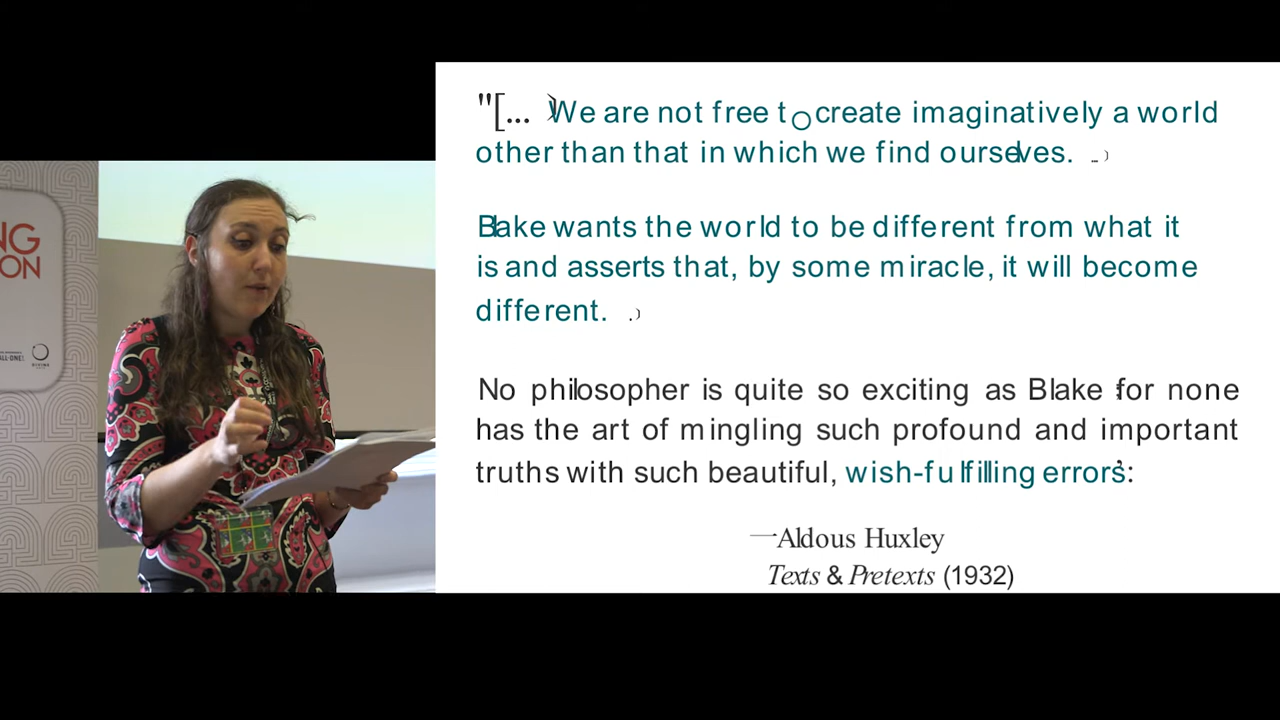 NG
ON
ALL-ONE!
"[... We are not free to create imaginatively a world
other than that in which we find ourselves. ...)
Blake wants the world to be different from what it
is and asserts that, by some miracle, it will become
different. .)
No philosopher is quite so exciting as Blake for none
has the art of mingling such profound and important
truths with such beautiful, wish-fulfilling errors':
—Aldous Huxley
Texts & Pretexts (1932)